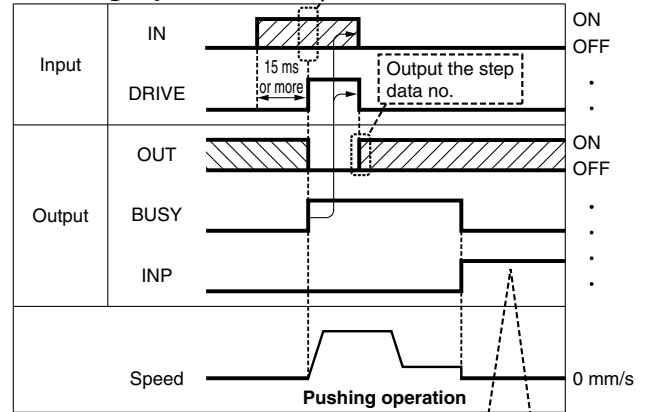 IN
ON
OFF
Input
15 ms
or more
Output the step
data no.
DRIVE
OUT
ON
OFF
Output
BUSY
INP
Speed
0 mm/s
Pushing operation